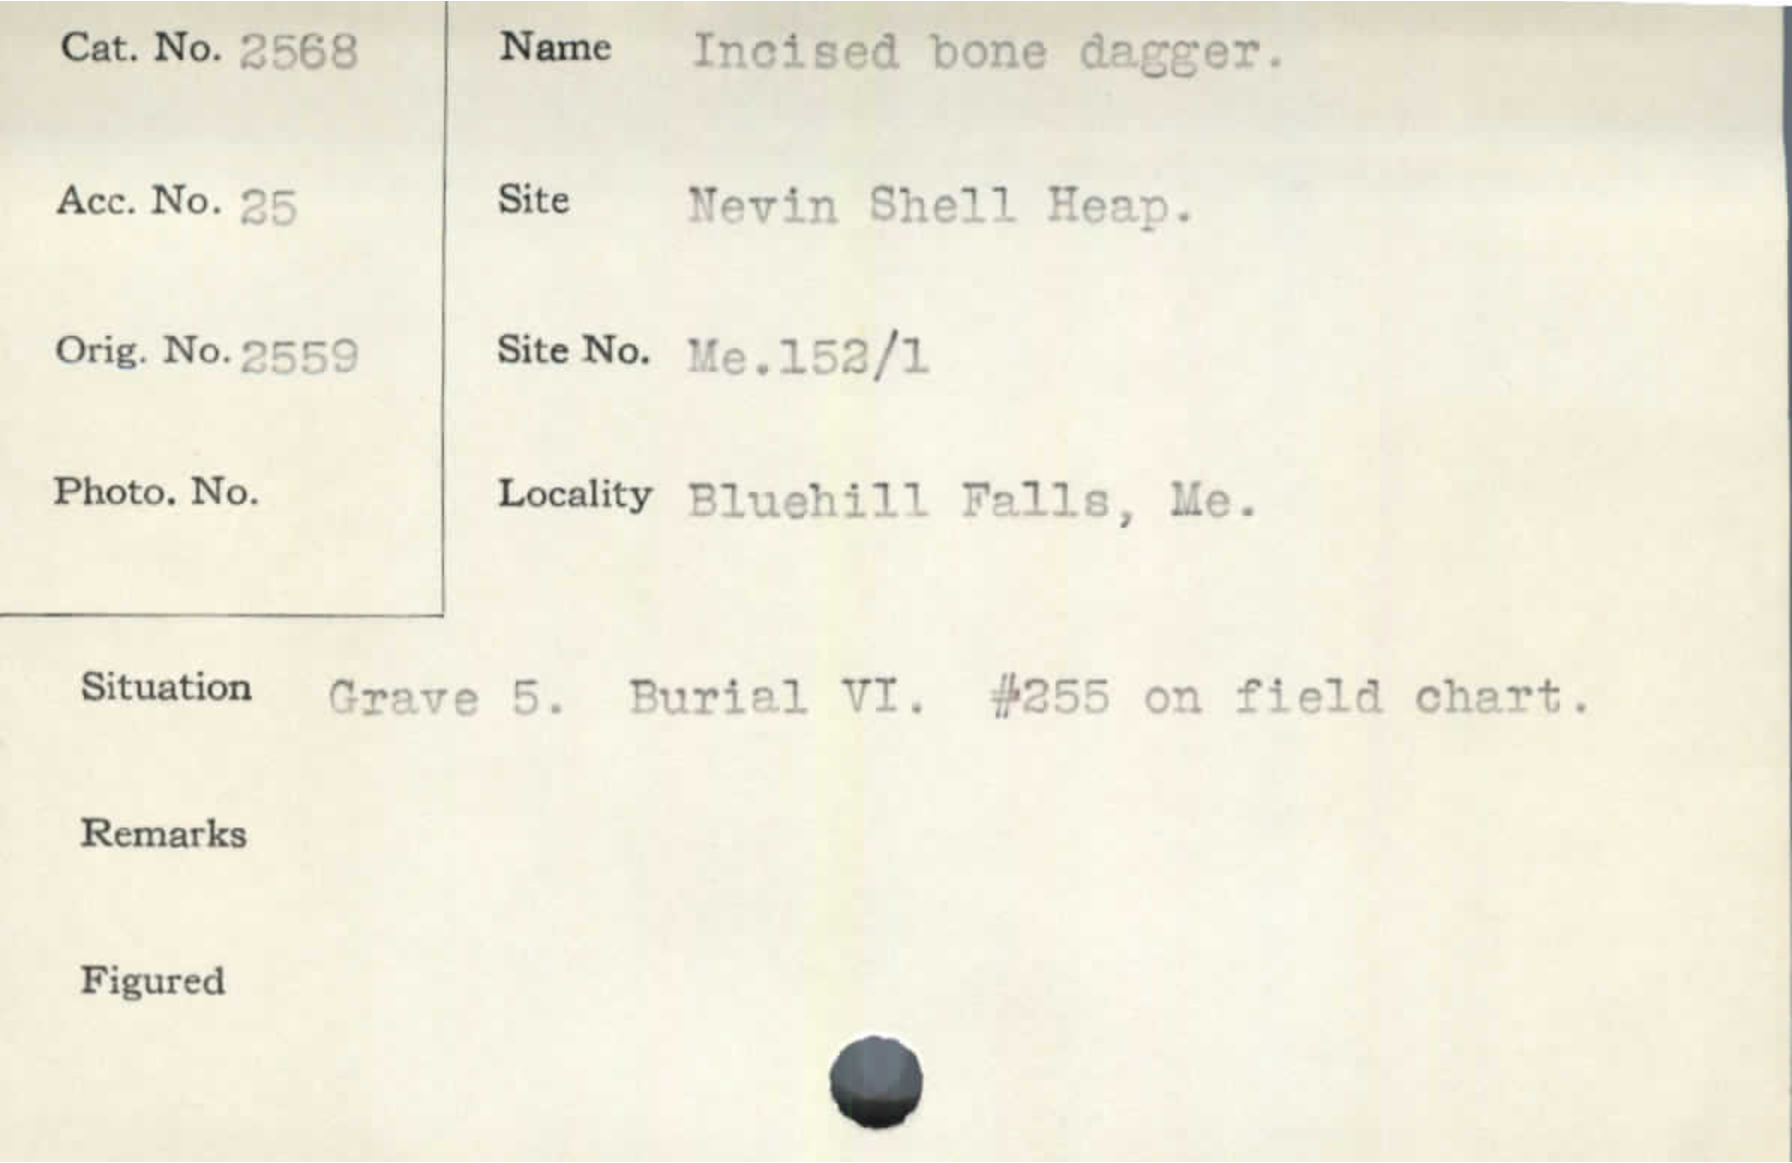 Cat. No. 2568
Name Incised bone dagger.
Acc. No. 25
Site Nevin Shell Heap.
Orig. No. 2559
Site No. Me.152/1
Photo. No.
Locality Bluehill Falls, Me.
Situation Grave 5. Burial VI. #255 on field chart.
Remarks
Figured